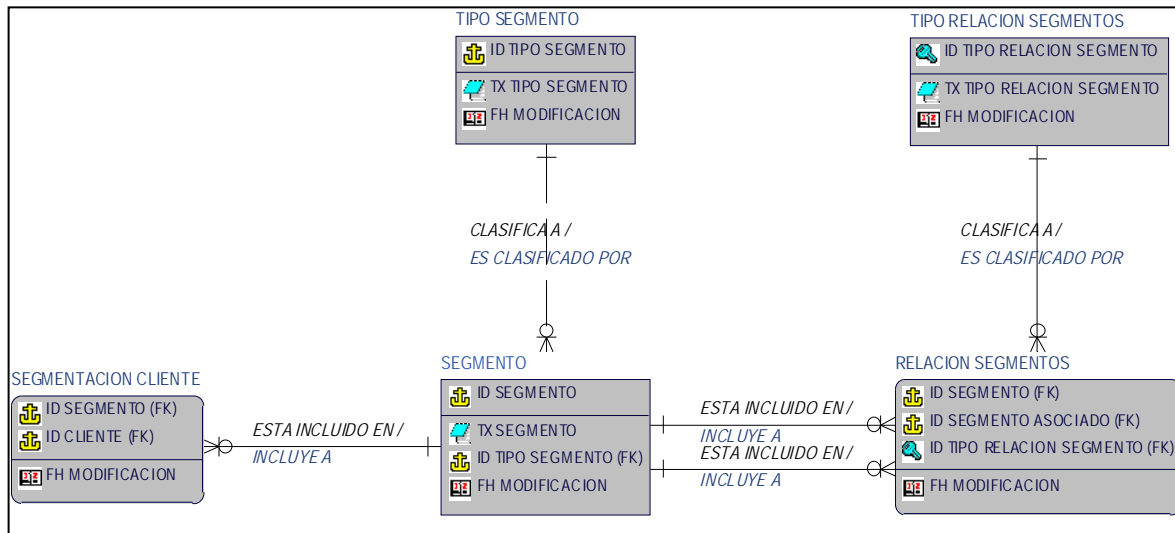 TIPO SEGMENTO
ID TIPO SEGMENTO
TX TIPO SEGMENTO
FH MODIFICACION
TIPO RELACION SEGMENTOS
ID TIPO RELACION SEGMENTO
TX TIPO RELACION SEGMENTO
FH MODIFICACION
CLASIFICA A /
ES CLASIFICADO POR
CLASIFICA A /
ES CLASIFICADO POR
SEGMENTACION CLIENTE
ID SEGMENTO (FK)
ID CLIENTE (FK)
FH MODIFICACION
ESTA INCLUIDO EN /
INCLUYE A
SEGMENTO
ID SEGMENTO
TX SEGMENTO
ID TIPO SEGMENTO (FK)
FH MODIFICACION
ESTA INCLUIDO EN /
INCLUYE A
ESTA INCLUIDO EN /
INCLUYE A
RELACION SEGMENTOS
ID SEGMENTO (FK)
ID SEGMENTO ASOCIADO (FK)
ID TIPO RELACION SEGMENTO (FK)
FH MODIFICACION